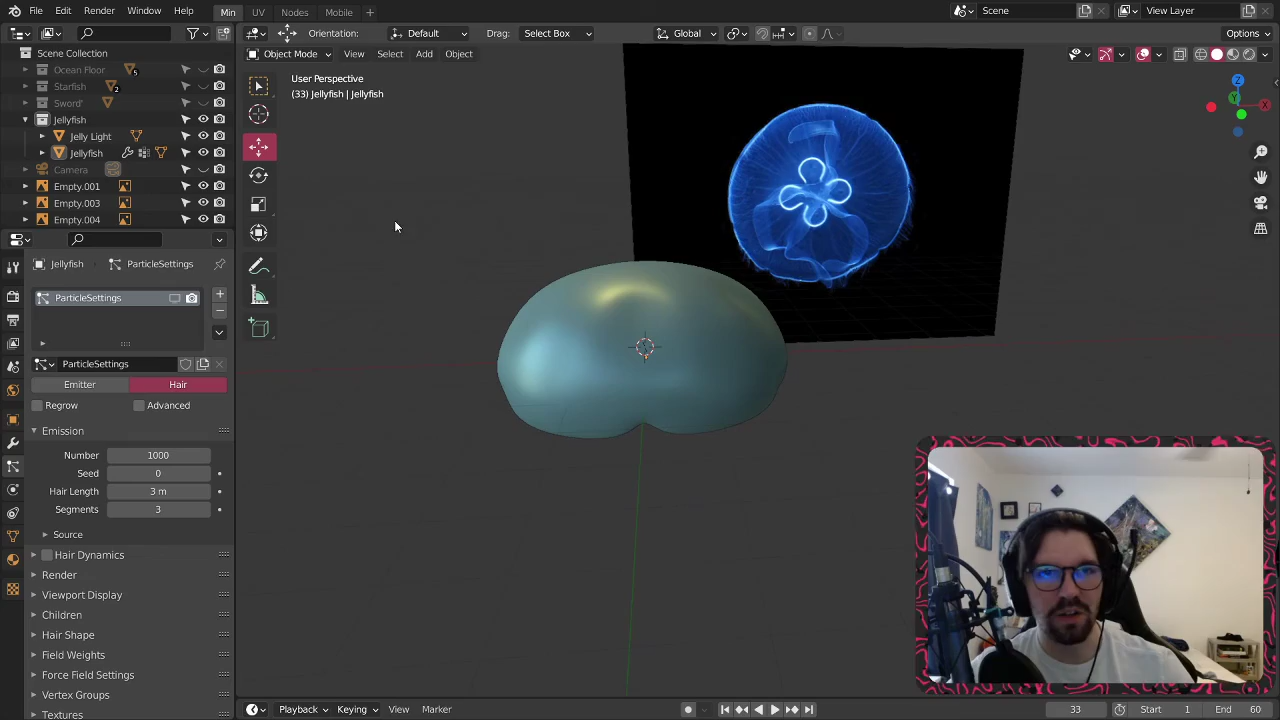 File Edit Render Window Help Min UV Nodes Mobile + Scene View Layer
Orientation: Default Drag: Select Box Global Options
Object Mode View Select Add Object
Scene Collection
Ocean Floor 5
Starfish 2
Sword'
Jellyfish
Jelly Light
Jellyfish
Camera
Empty.001
Empty.003
Empty.004
User Perspective
(33) Jellyfish | Jellyfish
Z
Y
X
Jellyfish ParticleSettings
ParticleSettings
ParticleSettings
Emitter Hair
Regrow Advanced
Emission
Number 1000
Seed 0
Hair Length 3 m
Segments 3
Source
Hair Dynamics
Render
Viewport Display
Children
Hair Shape
Field Weights
Force Field Settings
Vertex Groups
Textures
Playback Keying View Marker 33 Start 1 End 60